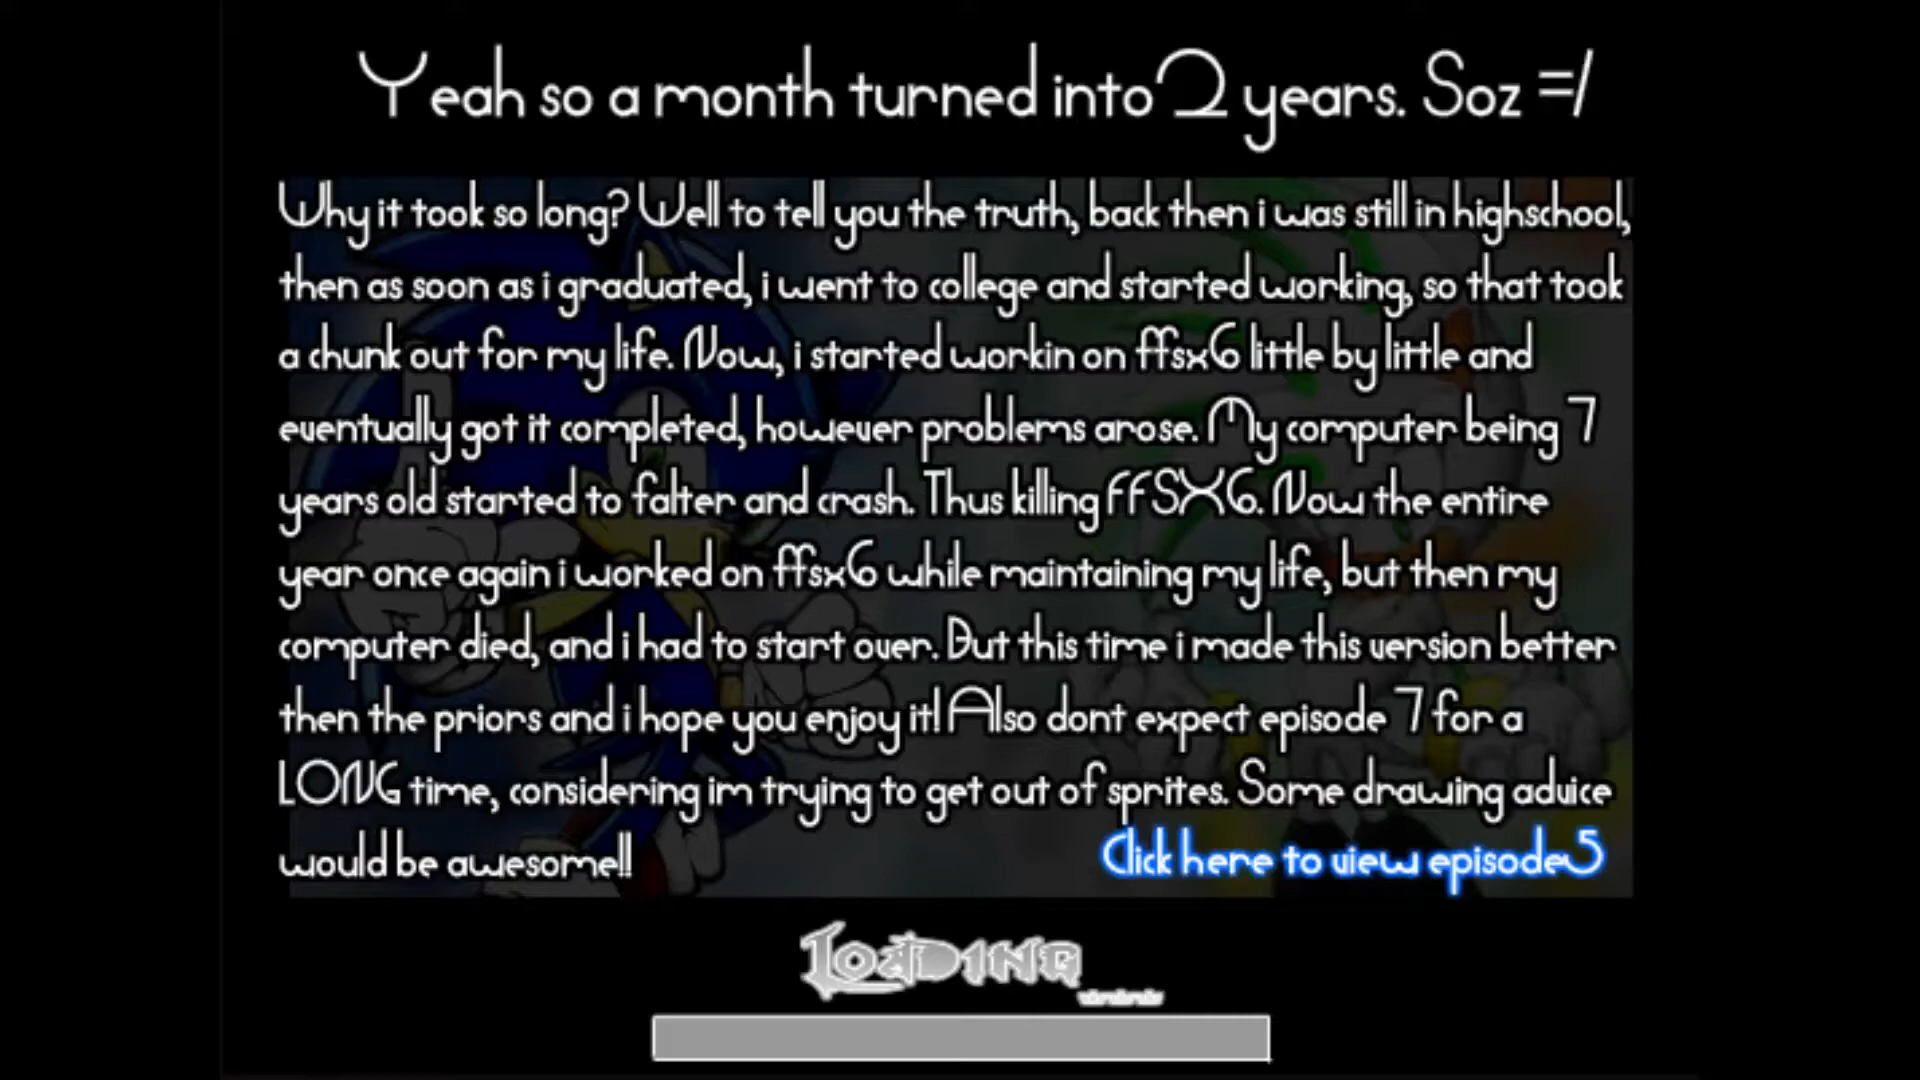 Yeah so a month turned into 2 years. Soz =/
Why it took so long? Well to tell you the truth, back then i was still in highschool,
then as soon as i graduated, i went to college and started working, so that took
a chunk out for my life. Now, i started workin on ffsx6 little by little and
eventually got it completed, however problems arose. My computer being 7
years old started to falter and crash. Thus killing FFSX6. Now the entire
year once again i worked on ffsx6 while maintaining my life, but then my
computer died, and i had to start over. But this time i made this version better
then the priors and i hope you enjoy it! Also dont expect episode 7 for a
LONG time, considering im trying to get out of sprites. Some drawing advice
would be awesome!!
Click here to view episode5
LOADING